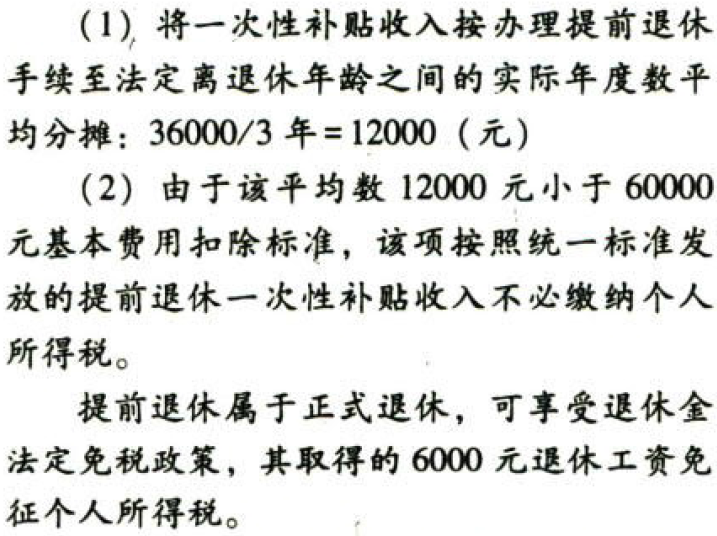 （1）将一次性补贴收入按办理提前退休
手续至法定离退休年龄之间的实际年度数平
均分摊：36000/3 年=12000（元）
（2）由于该平均数 12000 元小于 60000
元基本费用扣除标准，该项按照统一标准发
放的提前退休一次性补贴收入不必缴纳个人
所得税。
提前退休属于正式退休，可享受退休金
法定免税政策，其取得的 6000 元退休工资免
征个人所得税。